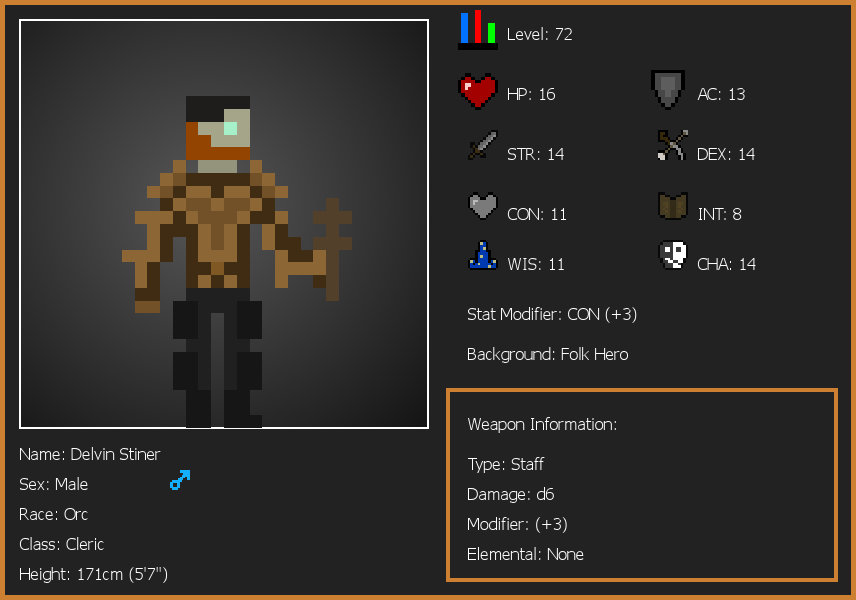 Level: 72
HP: 16
AC: 13
STR: 14
DEX: 14
CON: 11
INT: 8
WIS: 11
CHA: 14
Stat Modifier: CON (+3)
Background: Folk Hero
Weapon Information:
Type: Staff
Damage: d6
Modifier: (+3)
Elemental: None
Name: Delvin Stiner
Sex: Male
Race: Orc
Class: Cleric
Height: 171cm (5'7")